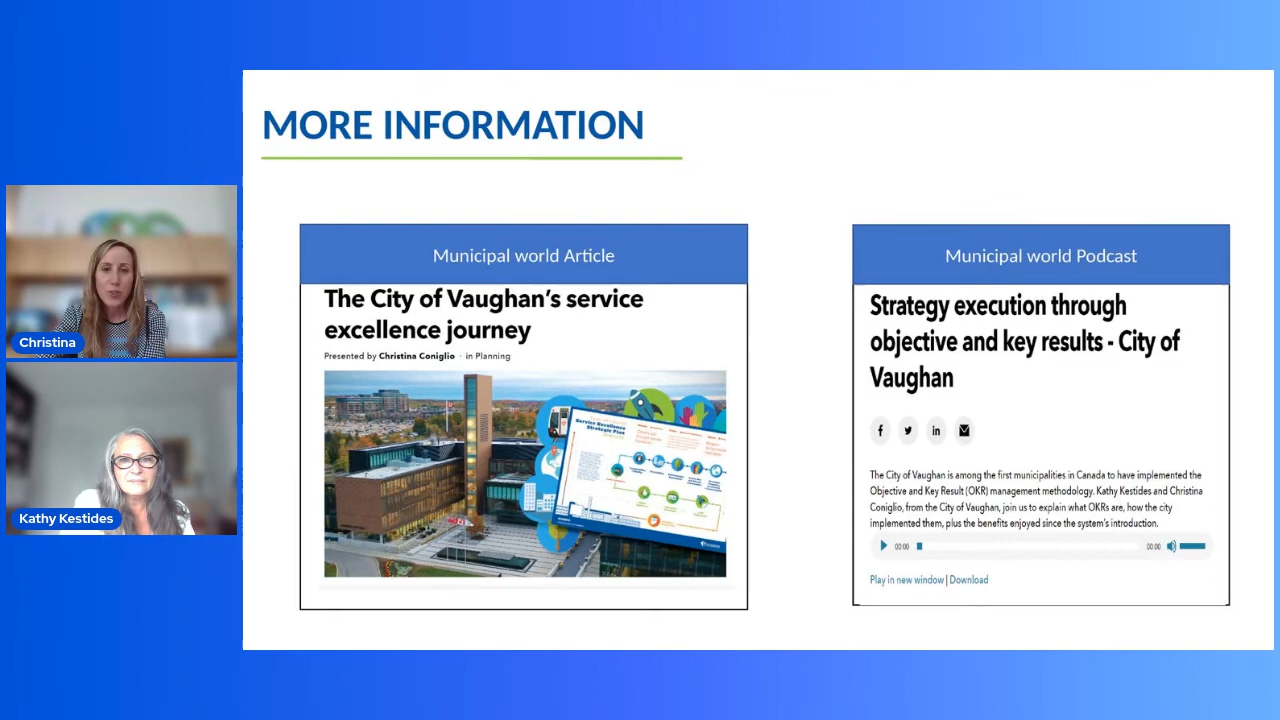 MORE INFORMATION
Christina
Kathy Kestides
Municipal world Article
The City of Vaughan's service
excellence journey
Presented by Christina Coniglio · in Planning
Service Excellence
Strategic Plan
Municipal world Podcast
Strategy execution through
objective and key results - City of
Vaughan
The City of Vaughan is among the first municipalities in Canada to have implemented the
Objective and Key Result (OKR) management methodology. Kathy Kestides and Christina
Coniglio, from the City of Vaughan, join us to explain what OKRs are, how the city
implemented them, plus the benefits enjoyed since the system's introduction.
00:00 00:00
Play in new window | Download